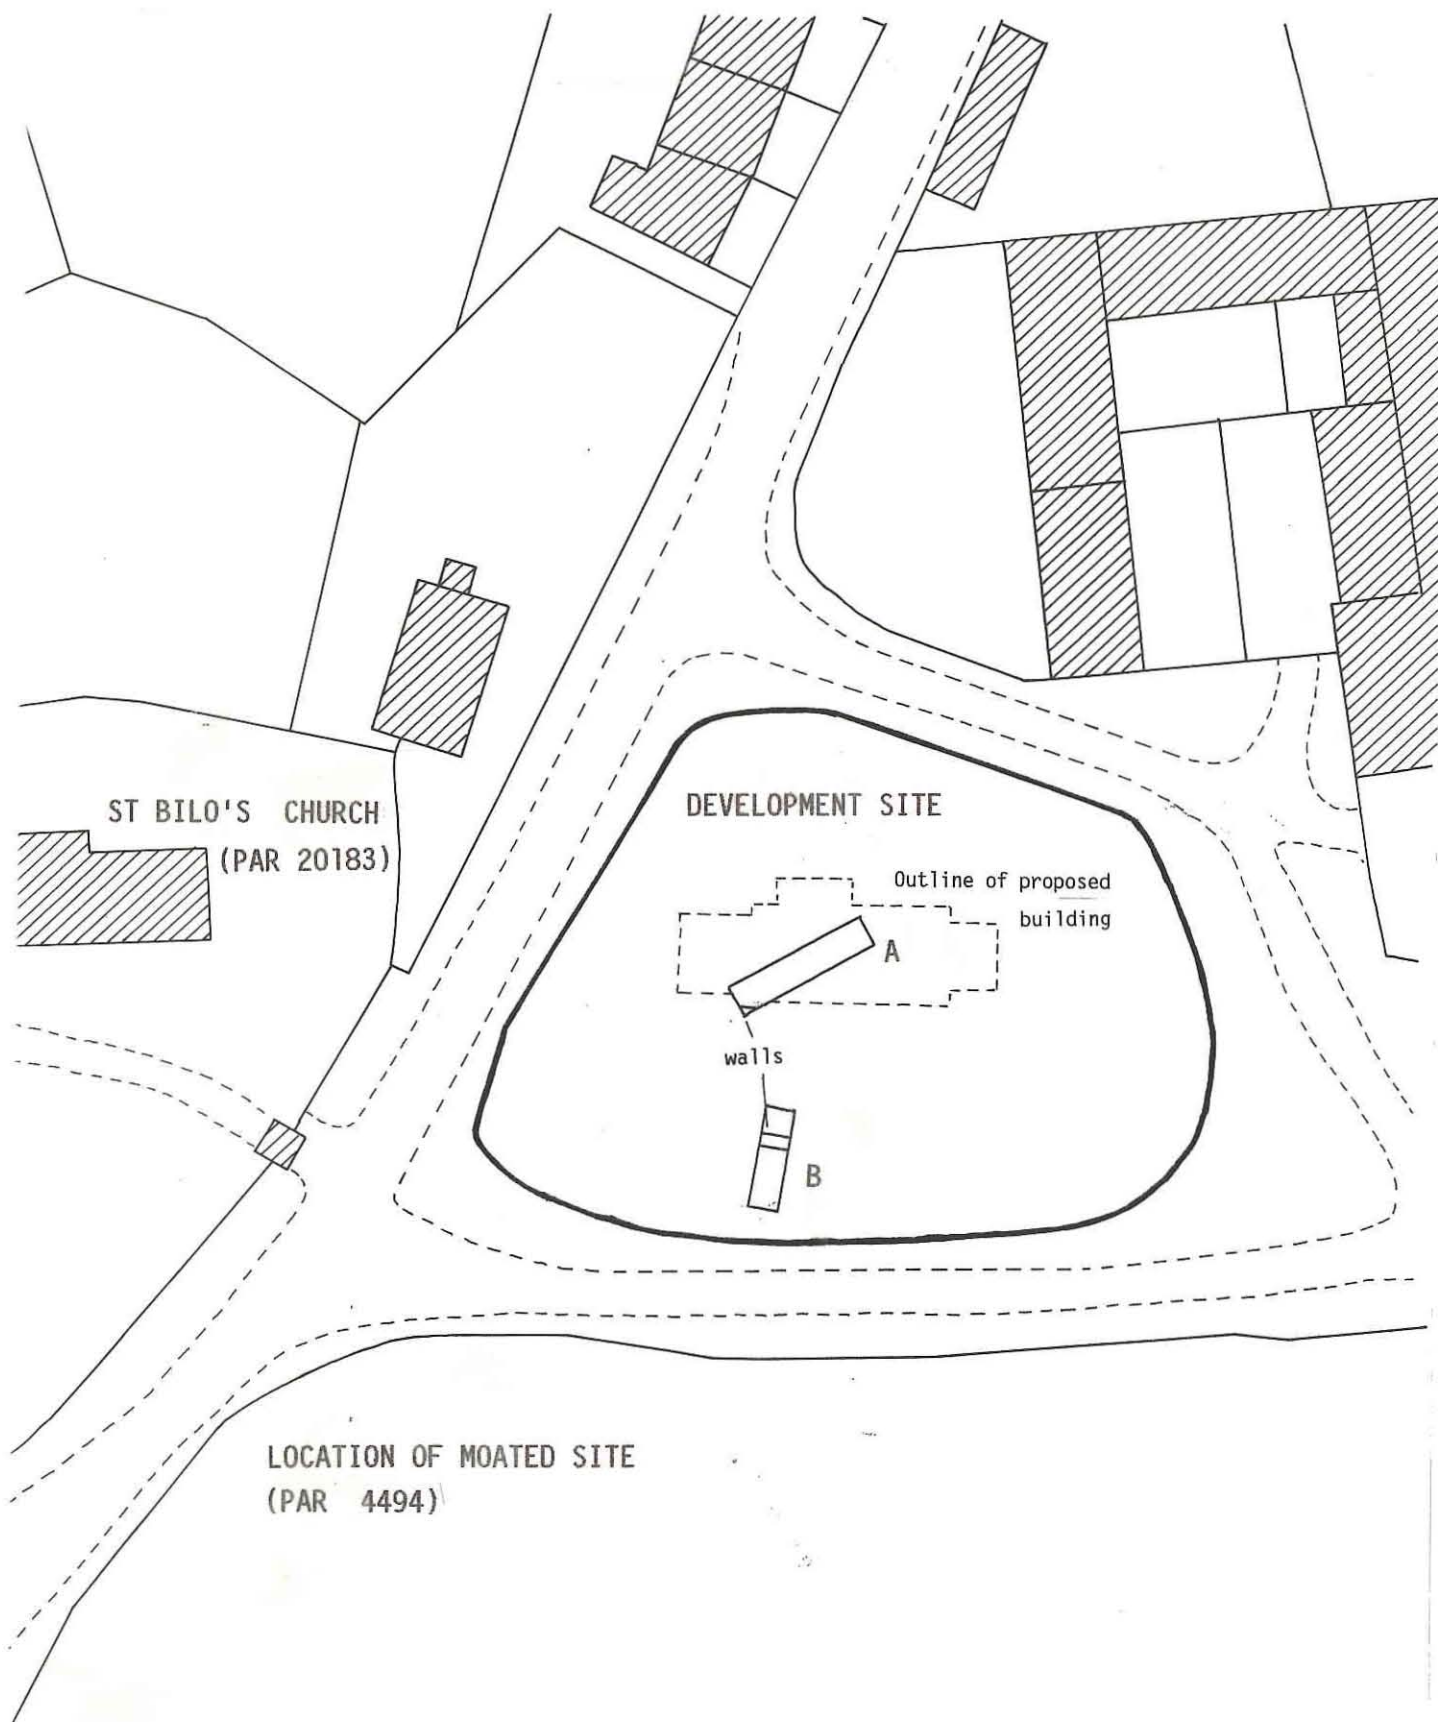 ST BILO'S CHURCH
(PAR 20183)
DEVELOPMENT SITE
Outline of proposed
building
A
walls
B
LOCATION OF MOATED SITE
(PAR 4494)